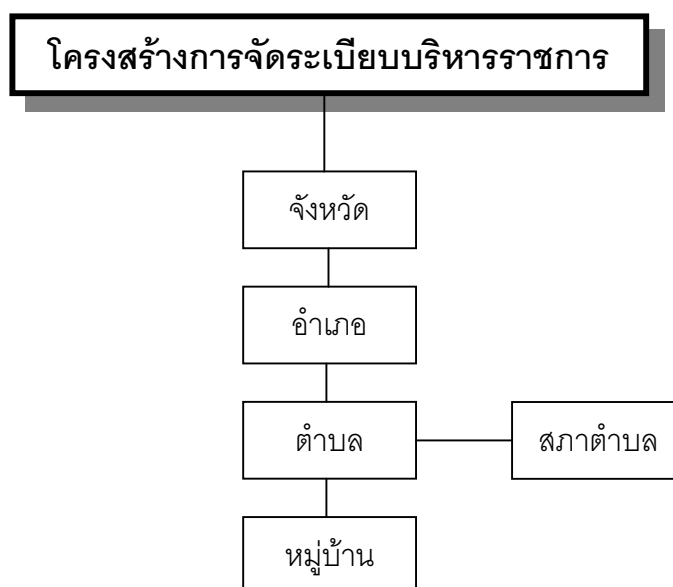 โครงสร้างการจัดระเบียบบริหารราชการ
จังหวัด
อำเภอ
ตำบล
สภาตำบล
หมู่บ้าน